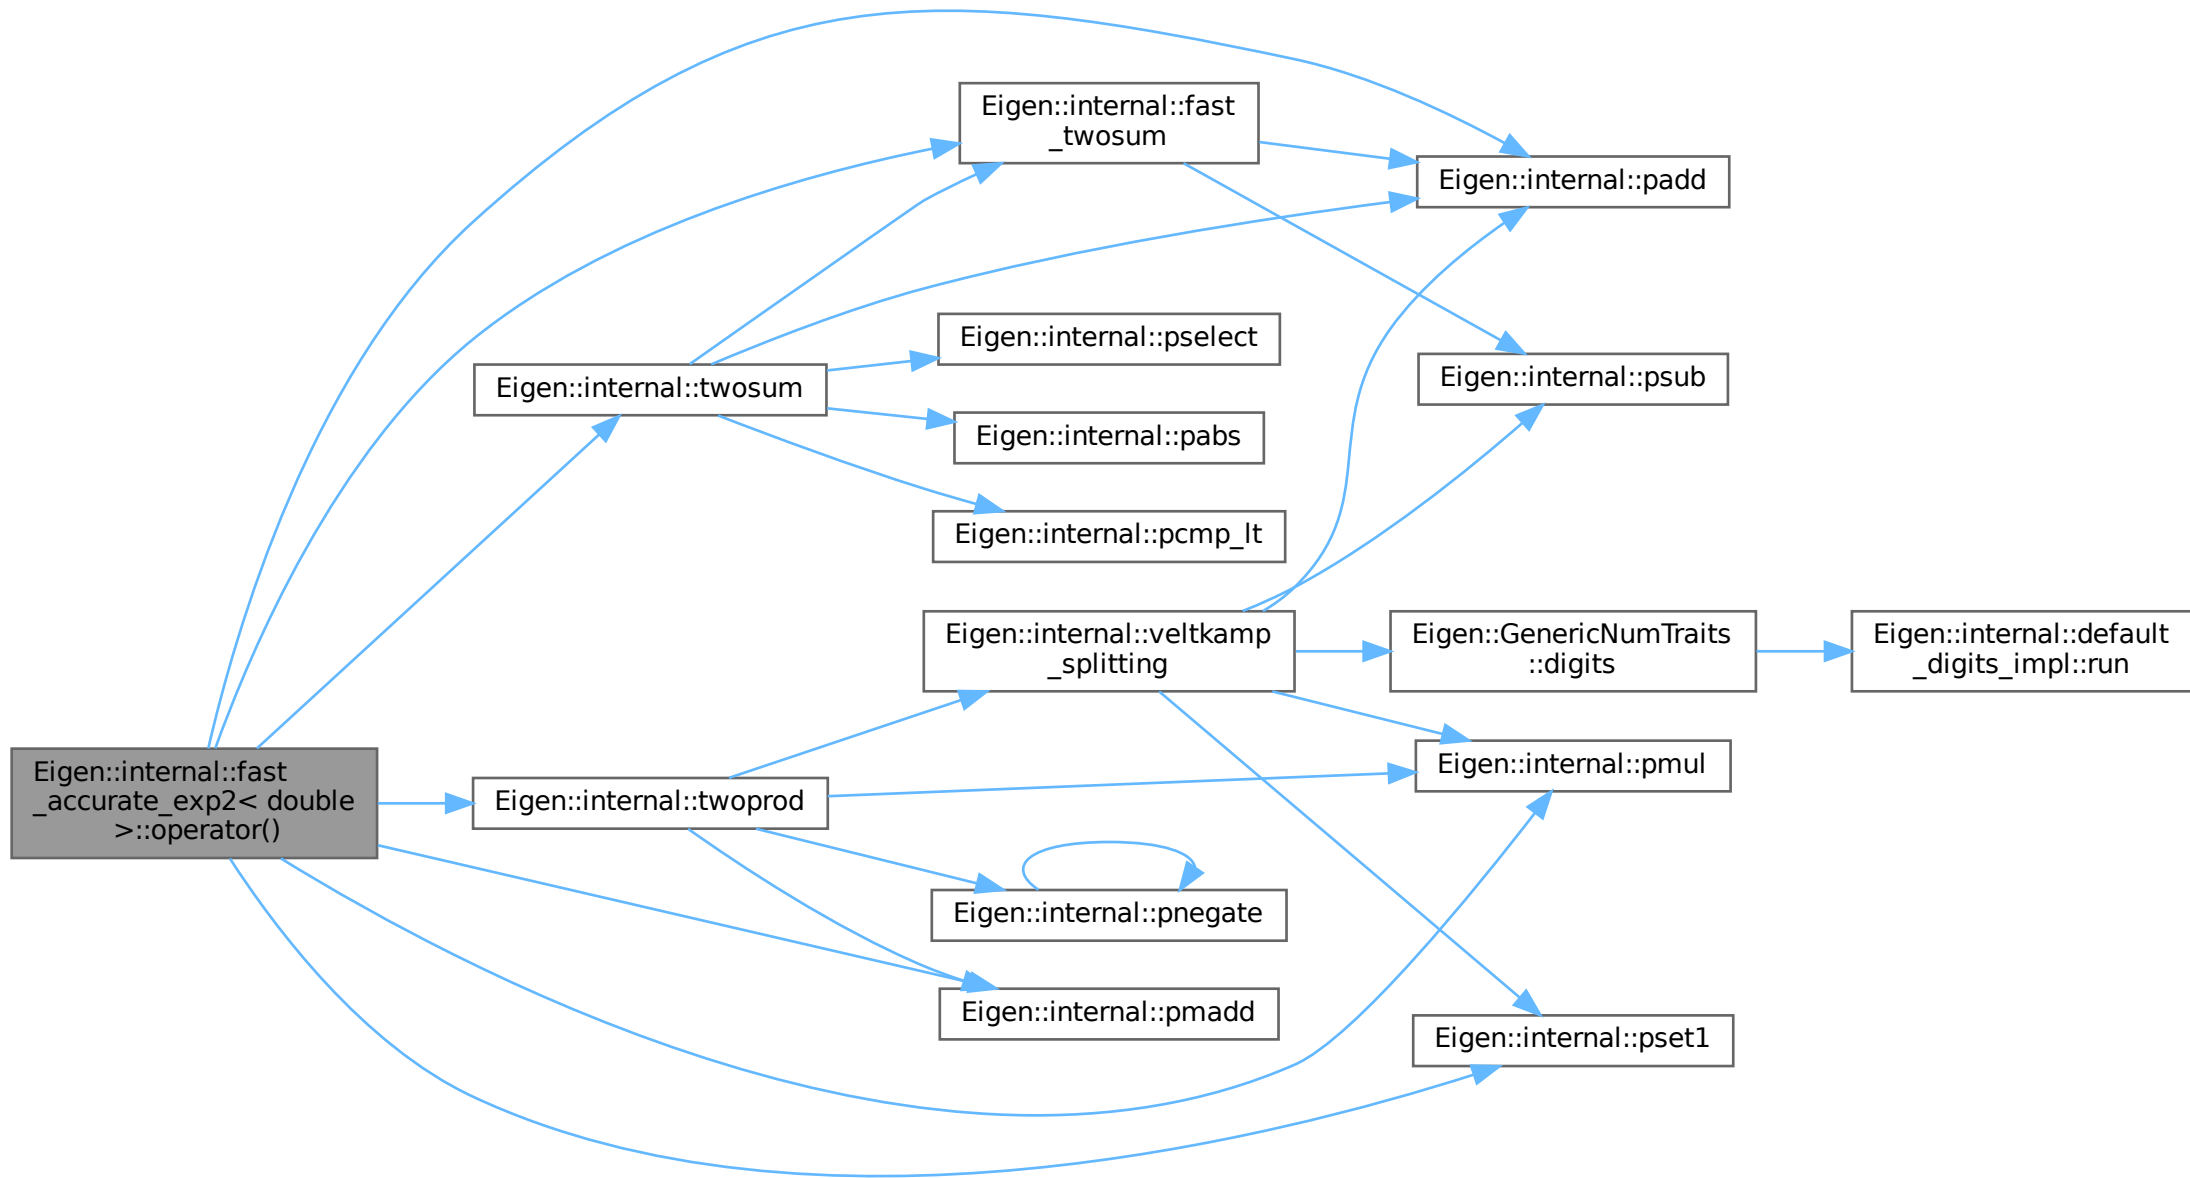 Eigen::internal::fast
_accurate_exp2< double
>::operator()
Eigen::internal::fast
_twosum
Eigen::internal::padd
Eigen::internal::pselect
Eigen::internal::psub
Eigen::internal::twosum
Eigen::internal::pabs
Eigen::internal::pcmp_lt
Eigen::internal::veltkamp
_splitting
Eigen::GenericNumTraits
::digits
Eigen::internal::default
_digits_impl::run
Eigen::internal::pmul
Eigen::internal::twoprod
Eigen::internal::pnegate
Eigen::internal::pmadd
Eigen::internal::pset1